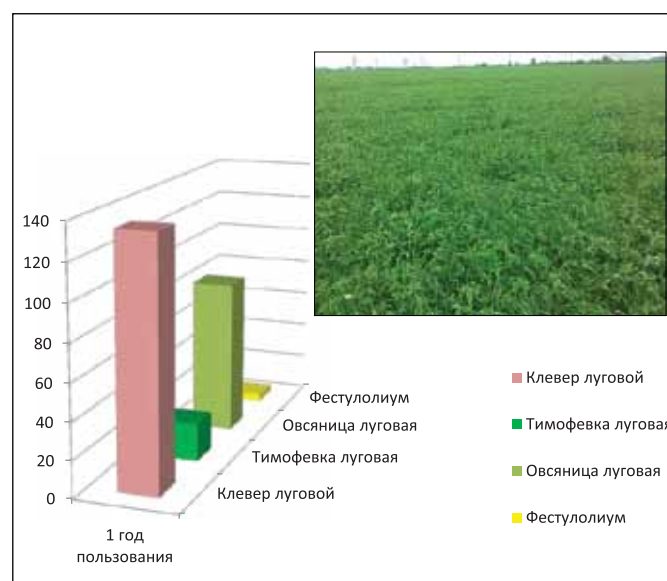 140
120
100
80
60
40
20
0
Фестулолиум
Овсяница луговая
Тимофевка луговая
Клевер луговой
1 год
пользования
Клевер луговой
Тимофевка луговая
Овсяница луговая
Фестулолиум